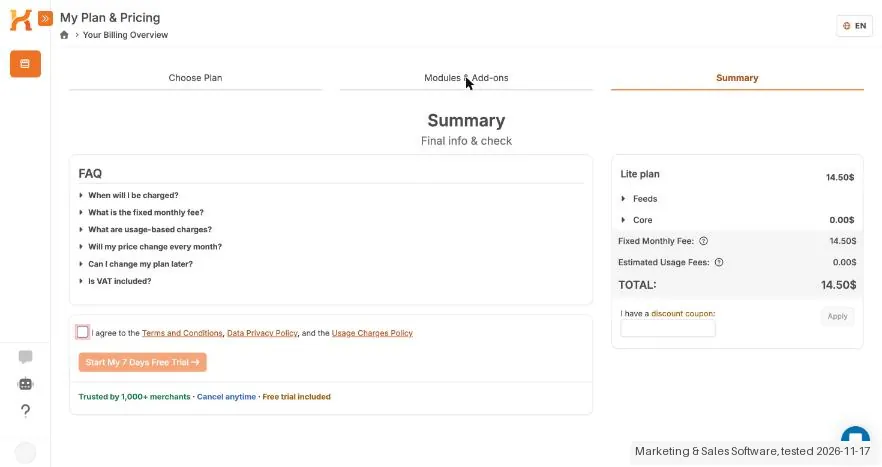 My Plan & Pricing
Your Billing Overview
EN
Choose Plan
Modules & Add-ons
Summary
Summary
Final info & check
FAQ
When will I be charged?
What is the fixed monthly fee?
What are usage-based charges?
Will my price change every month?
Can I change my plan later?
Is VAT included?
I agree to the Terms and Conditions, Data Privacy Policy, and the Usage Charges Policy
Start My 7 Days Free Trial →
Trusted by 1,000+ merchants · Cancel anytime · Free trial included
Lite plan 14.50$
Feeds
Core 0.00$
Fixed Monthly Fee: ? 14.50$
Estimated Usage Fees: ? 0.00$
TOTAL: 14.50$
I have a discount coupon:
Apply
?
Marketing & Sales Software, tested 2026-11-17